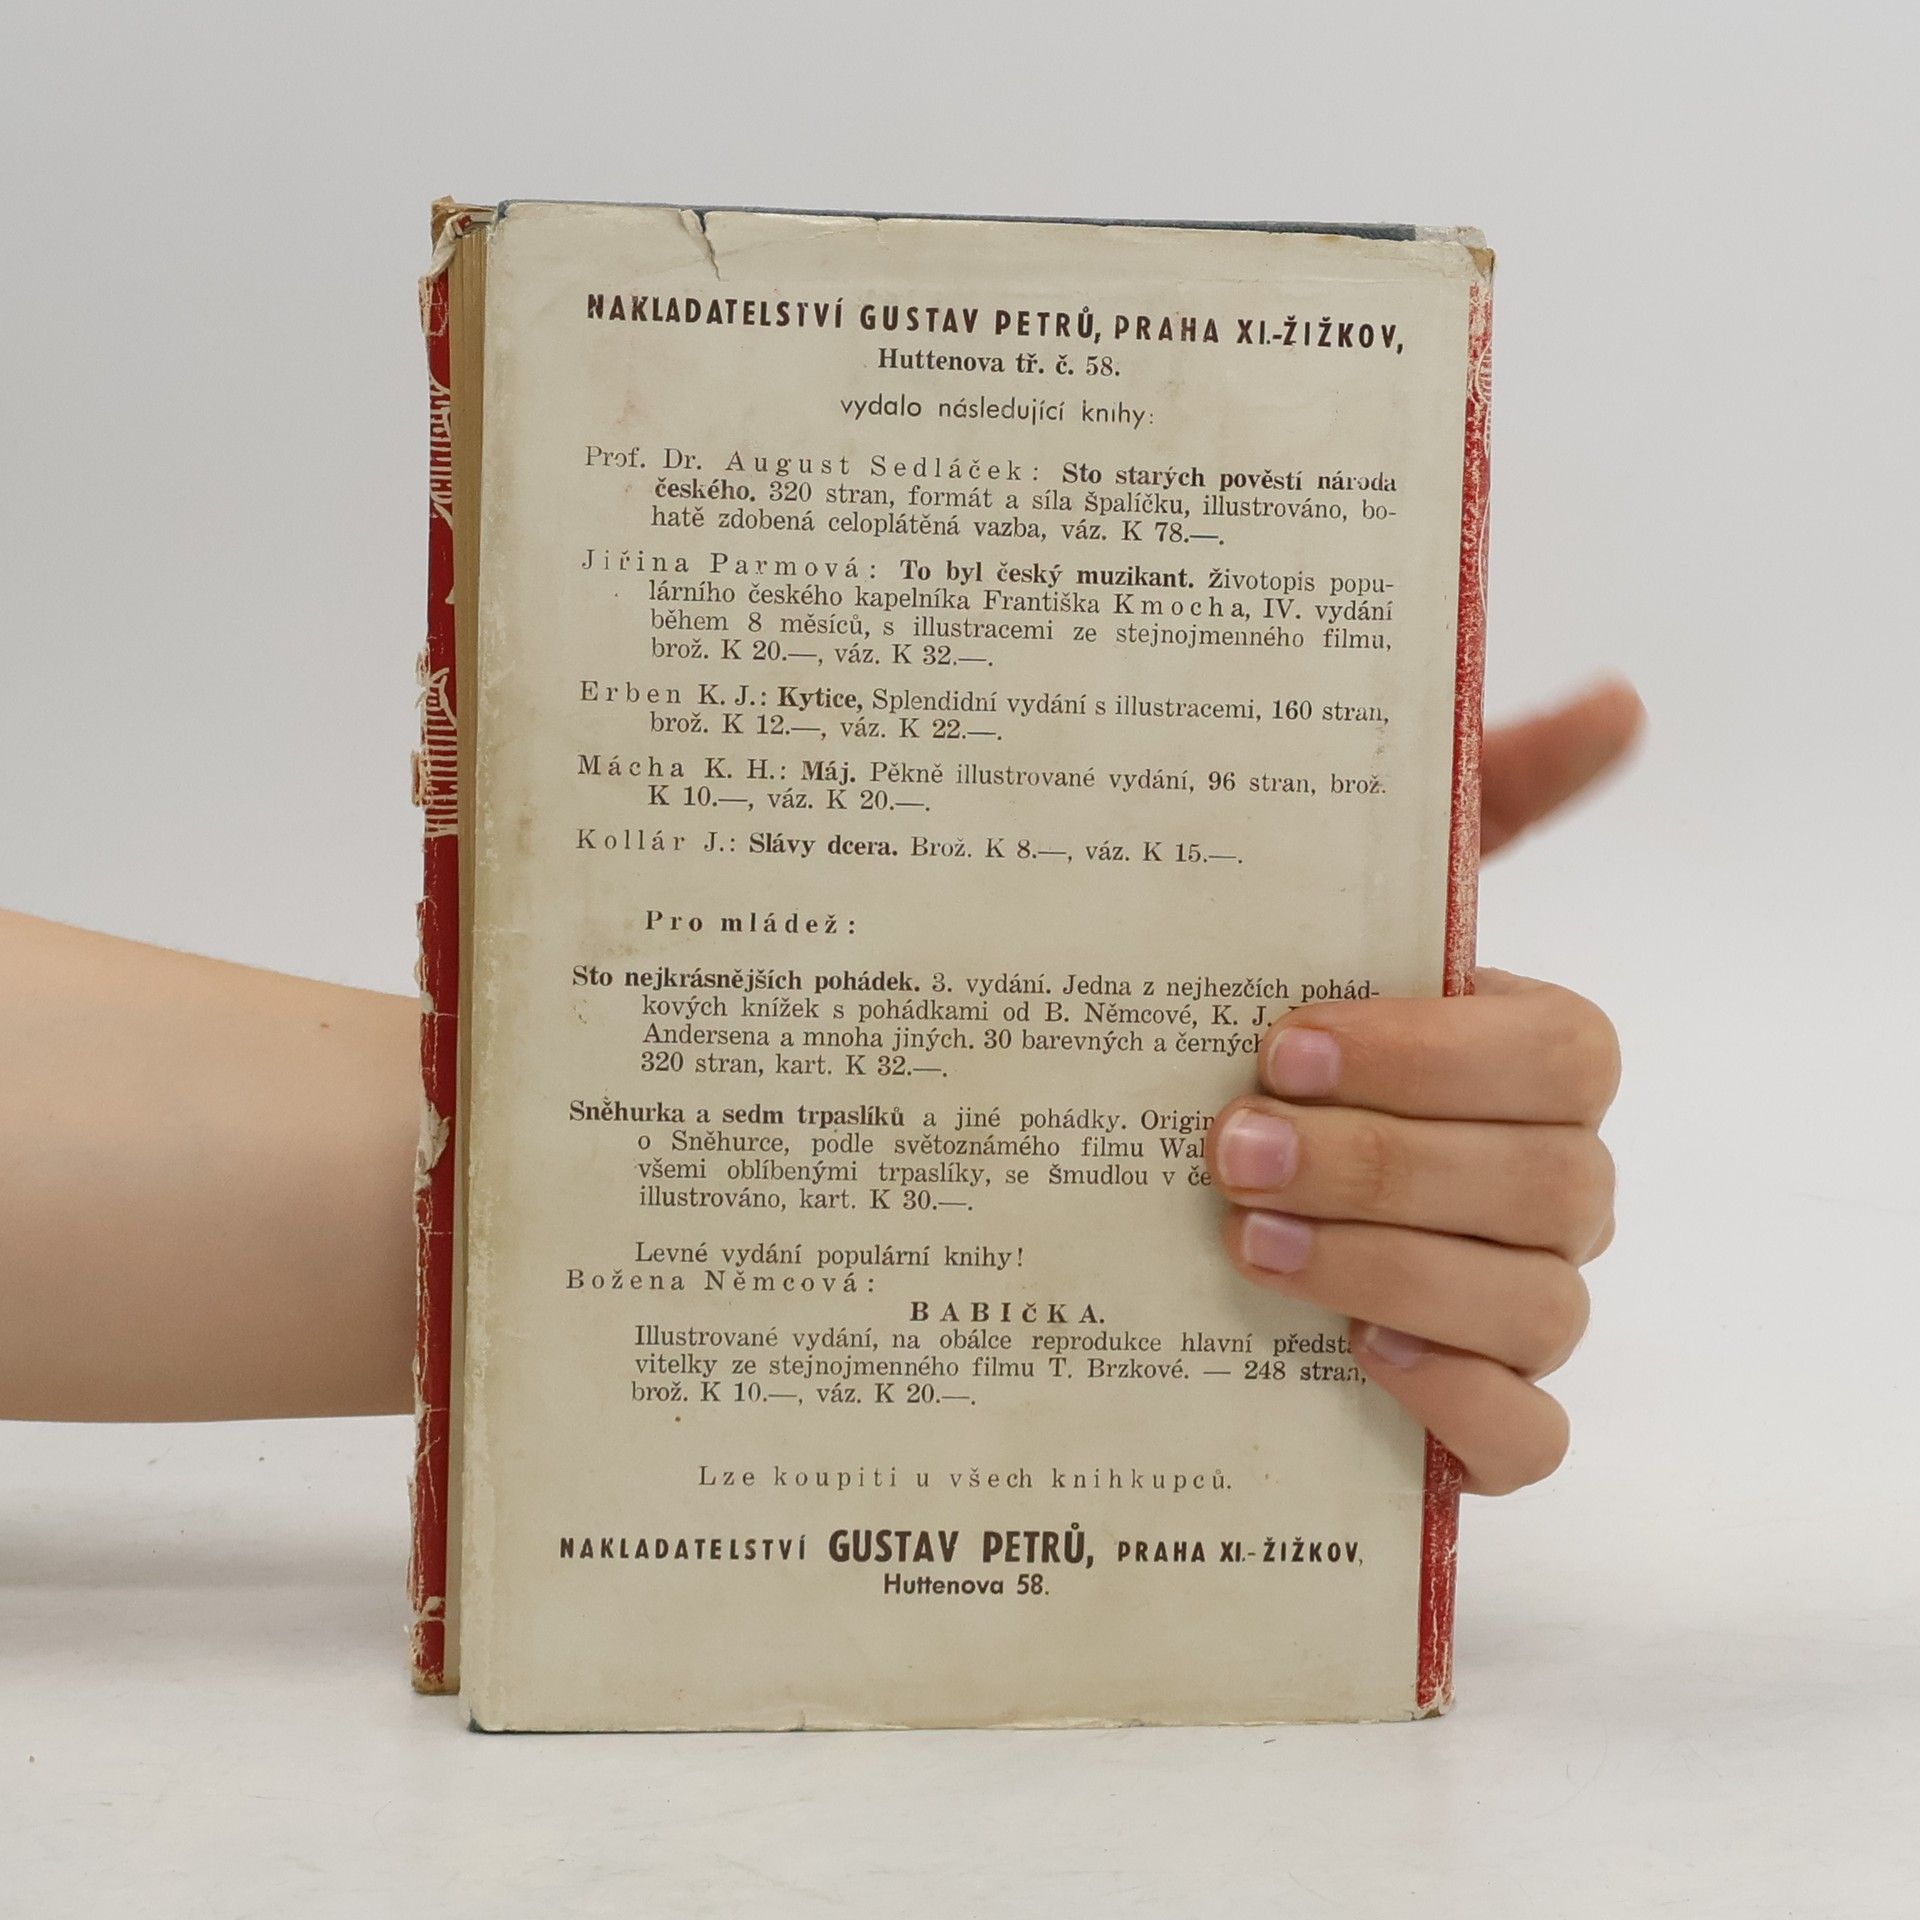 NAKLADATELSTVÍ GUSTAV PETRŮ, PRAHA XI.-ŽIŽKOV,
Huttenova tř. č. 58.
vydalo následující knihy:
Prof. Dr. August Sedláček: Sto starých pověstí národa
českého. 320 stran, formát a síla Špalíčku, illustrováno, bo-
hatě zdobená celoplátěná vazba, váz. K 78.—.
Jiřina Parmová: To byl český muzikant. Životopis popu-
lárního českého kapelníka Františka Kmocha, IV. vydání
během 8 měsíců, s illustracemi ze stejnojmenného filmu,
brož. K 20.—, váz. K 32.—.
Erben K. J.: Kytice, Splendidní vydání s illustracemi, 160 stran,
brož. K 12.—, váz. K 22.—.
Mácha K. H.: Máj. Pěkně illustrované vydání, 96 stran, brož.
K 10.—, váz. K 20.—.
Kollár J.: Slávy dcera. Brož. K 8.—, váz. K 15.—.
Pro mládež:
Sto nejkrásnějších pohádek. 3. vydání. Jedna z nejhezčích pohád-
kových knížek s pohádkami od B. Němcové, K. J.
Andersena a mnoha jiných. 30 barevných a černých
320 stran, kart. K 32.—.
Sněhurka a sedm trpaslíků a jiné pohádky.
o Sněhurce, podle světoznámého filmu
všemi oblíbenými trpaslíky, se Šmudlou v
illustrováno, kart. K 30.—.
Levné vydání populární knihy!
Božena Němcová:
BABIČKA.
Illustrované vydání, na obálce reprodukce hlavní předsta-
vitelky ze stejnojmenného filmu T. Brzkové. — 248 stran,
brož. K 10.—, váz. K 20.—.
Lze koupiti u všech knihkupců.
NAKLADATELSTVÍ GUSTAV PETRŮ, PRAHA XI.-ŽIŽKOV,
Huttenova 58.